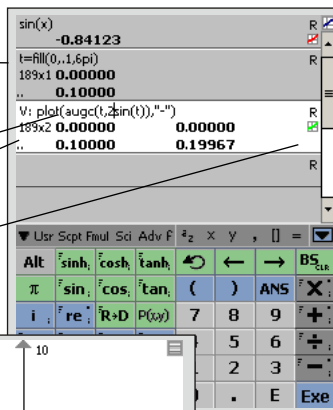 sin(x) R
-0.84123
t=fill(0,.1,6pi) R
189x1 0.00000
.. 0.10000
V: plot(augc(t,2sin(t)),"-") R
189x2 0.00000 0.00000
.. 0.10000 0.19967
R
Usr Scpt Fmul Sci Adv F a₂ X y , [] =
Alt sinh; cosh; tanh; ← → BS CLR
π sin; cos; tan; ( ) ANS X
i ; re ; R→D P(x,y) 7 8 9 +
5 6 ÷
2 3 −
. E Exe
10